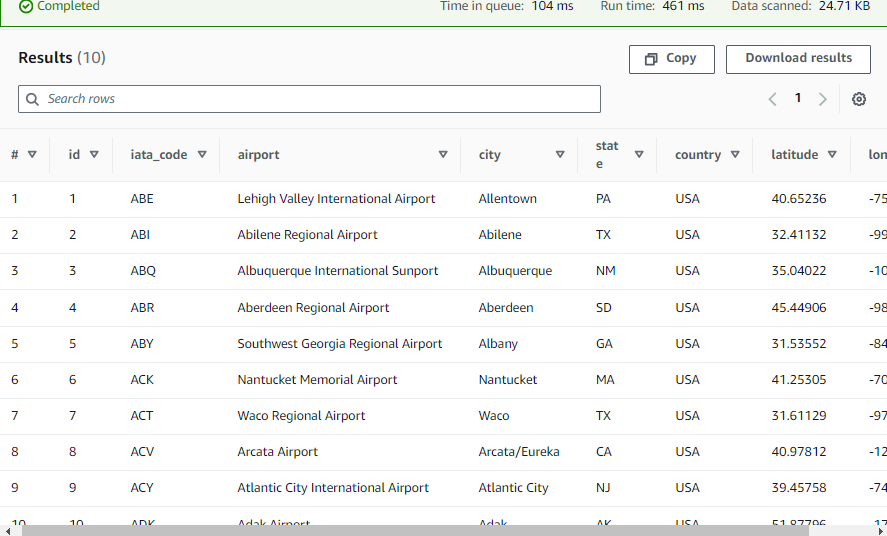 Completed Time in queue: 104 ms Run time: 461 ms Data scanned: 24.71 KB
Results (10) Copy Download results
Search rows 1
# id iata_code airport city state country latitude lon
1 1 ABE Lehigh Valley International Airport Allentown PA USA 40.65236 -75
2 2 ABI Abilene Regional Airport Abilene TX USA 32.41132 -99
3 3 ABQ Albuquerque International Sunport Albuquerque NM USA 35.04022 -10
4 4 ABR Aberdeen Regional Airport Aberdeen SD USA 45.44906 -98
5 5 ABY Southwest Georgia Regional Airport Albany GA USA 31.53552 -84
6 6 ACK Nantucket Memorial Airport Nantucket MA USA 41.25305 -70
7 7 ACT Waco Regional Airport Waco TX USA 31.61129 -97
8 8 ACV Arcata Airport Arcata/Eureka CA USA 40.97812 -12
9 9 ACY Atlantic City International Airport Atlantic City NJ USA 39.45758 -74
10 10 ADK Adak Airport Adak AK USA 51.87796 -17